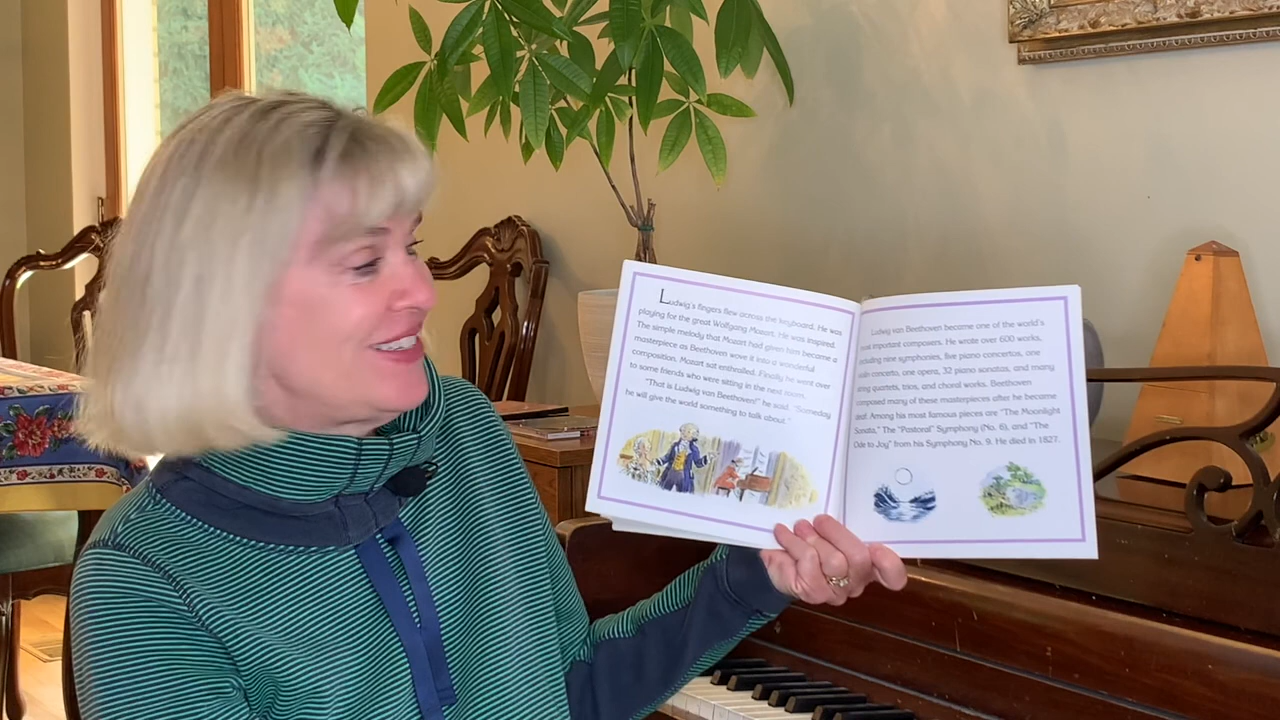 Ludwig's fingers flew across the keyboard. He was
playing for the great Wolfgang Mozart. He was inspired.
The simple melody that Mozart had given him became a
masterpiece as Beethoven wove it into a wonderful
composition. Mozart sat enthralled. Finally he went over
to some friends who were sitting in the next room.
"That is Ludwig van Beethoven!" he said. "Someday
he will give the world something to talk about."
Ludwig van Beethoven became one of the world's
most important composers. He wrote over 600 works,
including nine symphonies, five piano concertos, one
violin concerto, one opera, 32 piano sonatas, and many
string quartets, trios, and choral works. Beethoven
composed many of these masterpieces after he became
deaf. Among his most famous pieces are "The Moonlight
Sonata," The "Pastoral" Symphony (No. 6), and "The
Ode to Joy" from his Symphony No. 9. He died in 1827.